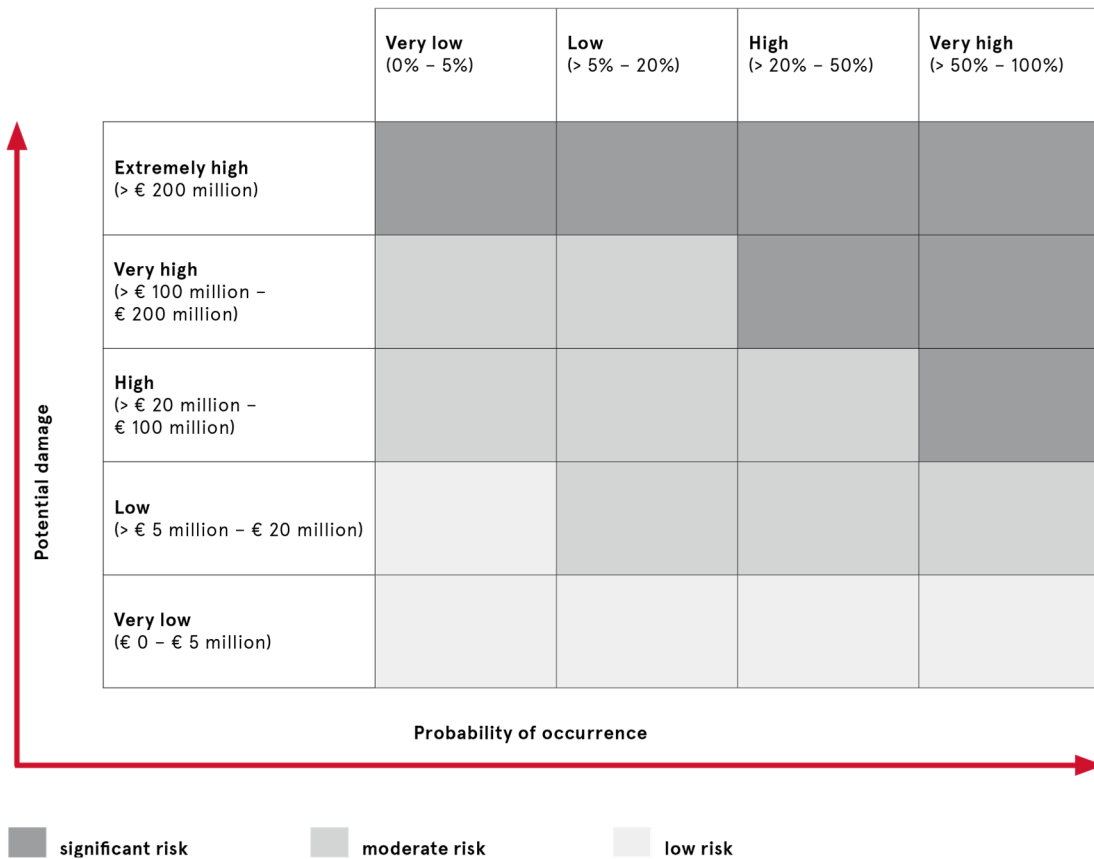 Very low
(0% – 5%)
Low
(> 5% – 20%)
High
(> 20% – 50%)
Very high
(> 50% – 100%)
Extremely high
(> € 200 million)
Very high
(> € 100 million –
€ 200 million)
High
(> € 20 million –
€ 100 million)
Low
(> € 5 million – € 20 million)
Very low
(€ 0 – € 5 million)
Potential damage
Probability of occurrence
significant risk
moderate risk
low risk